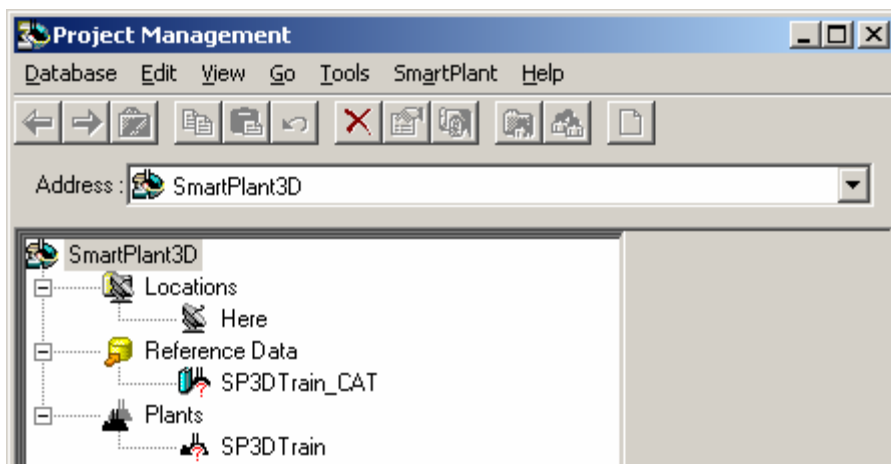 Project Management
Database Edit View Go Tools SmartPlant Help
Address : SmartPlant3D
SmartPlant3D
Locations
Here
Reference Data
SP3DTrain_CAT
Plants
SP3DTrain